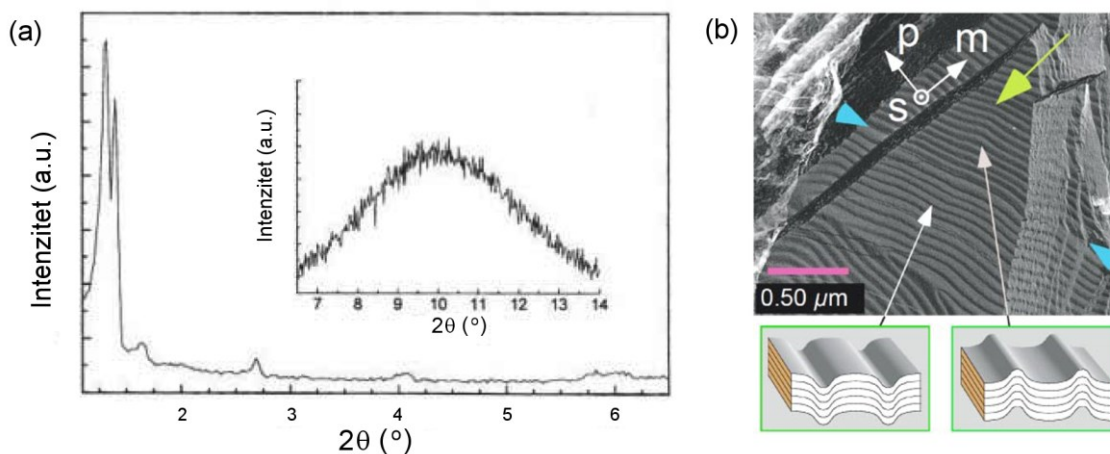 (a)
Intenzitet (a.u.)
2
3
4
5
6
2θ (°)
Intenzitet (a.u.)
7 8 9 10 11 12 13 14
2θ (°)
(b)
p
m
s
0.50 µm